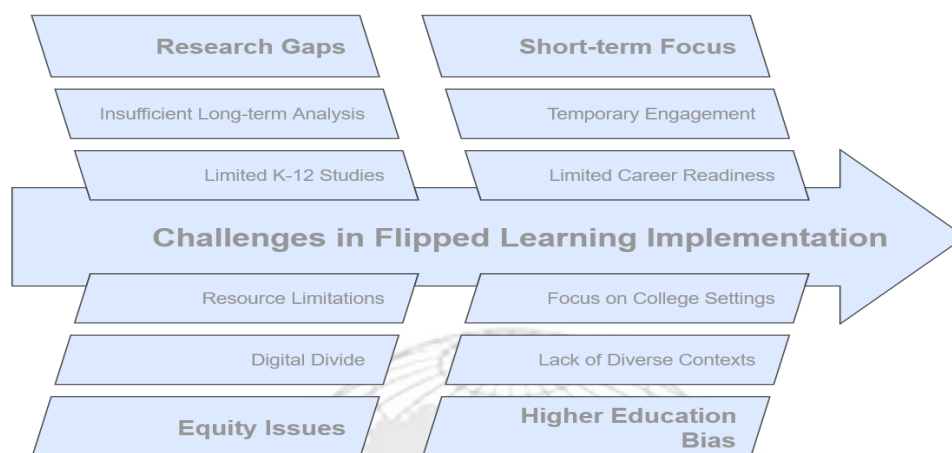 Research Gaps
Short-term Focus
Insufficient Long-term Analysis
Temporary Engagement
Limited K-12 Studies
Limited Career Readiness
Challenges in Flipped Learning Implementation
Resource Limitations
Focus on College Settings
Digital Divide
Lack of Diverse Contexts
Equity Issues
Higher Education
Bias